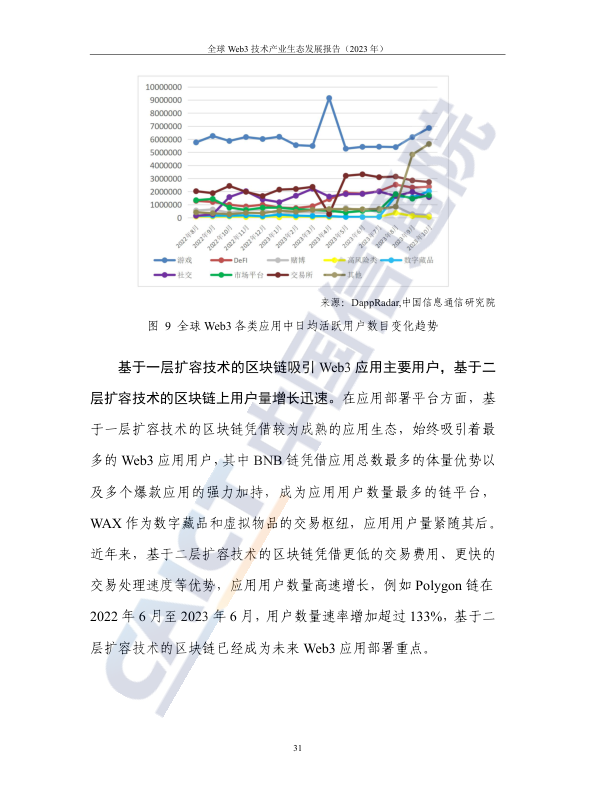 全球 Web3 技术产业生态发展报告（2023 年）
10000000
9000000
8000000
7000000
6000000
5000000
4000000
3000000
2000000
1000000
0
2022年8月 2022年9月 2022年10月 2022年11月 2022年12月 2023年1月 2023年2月 2023年3月 2023年4月 2023年5月 2023年6月 2023年7月 2023年8月 2023年9月 2023年10月
游戏 DeFI 赌博 高风险类 数字藏品
社交 市场平台 交易所 其他
来源：DappRadar,中国信息通信研究院
图 9 全球 Web3 各类应用中日均活跃用户数目变化趋势
基于一层扩容技术的区块链吸引 Web3 应用主要用户，基于二
层扩容技术的区块链上用户量增长迅速。在应用部署平台方面，基
于一层扩容技术的区块链凭借较为成熟的应用生态，始终吸引着最
多的 Web3 应用用户，其中 BNB 链凭借应用总数最多的体量优势以
及多个爆款应用的强力加持，成为应用用户数量最多的链平台，
WAX 作为数字藏品和虚拟物品的交易枢纽，应用用户量紧随其后。
近年来，基于二层扩容技术的区块链凭借更低的交易费用、更快的
交易处理速度等优势，应用用户数量高速增长，例如 Polygon 链在
2022 年 6 月至 2023 年 6 月，用户数量速率增加超过 133%，基于二
层扩容技术的区块链已经成为未来 Web3 应用部署重点。
CAICT 中国信通院
31